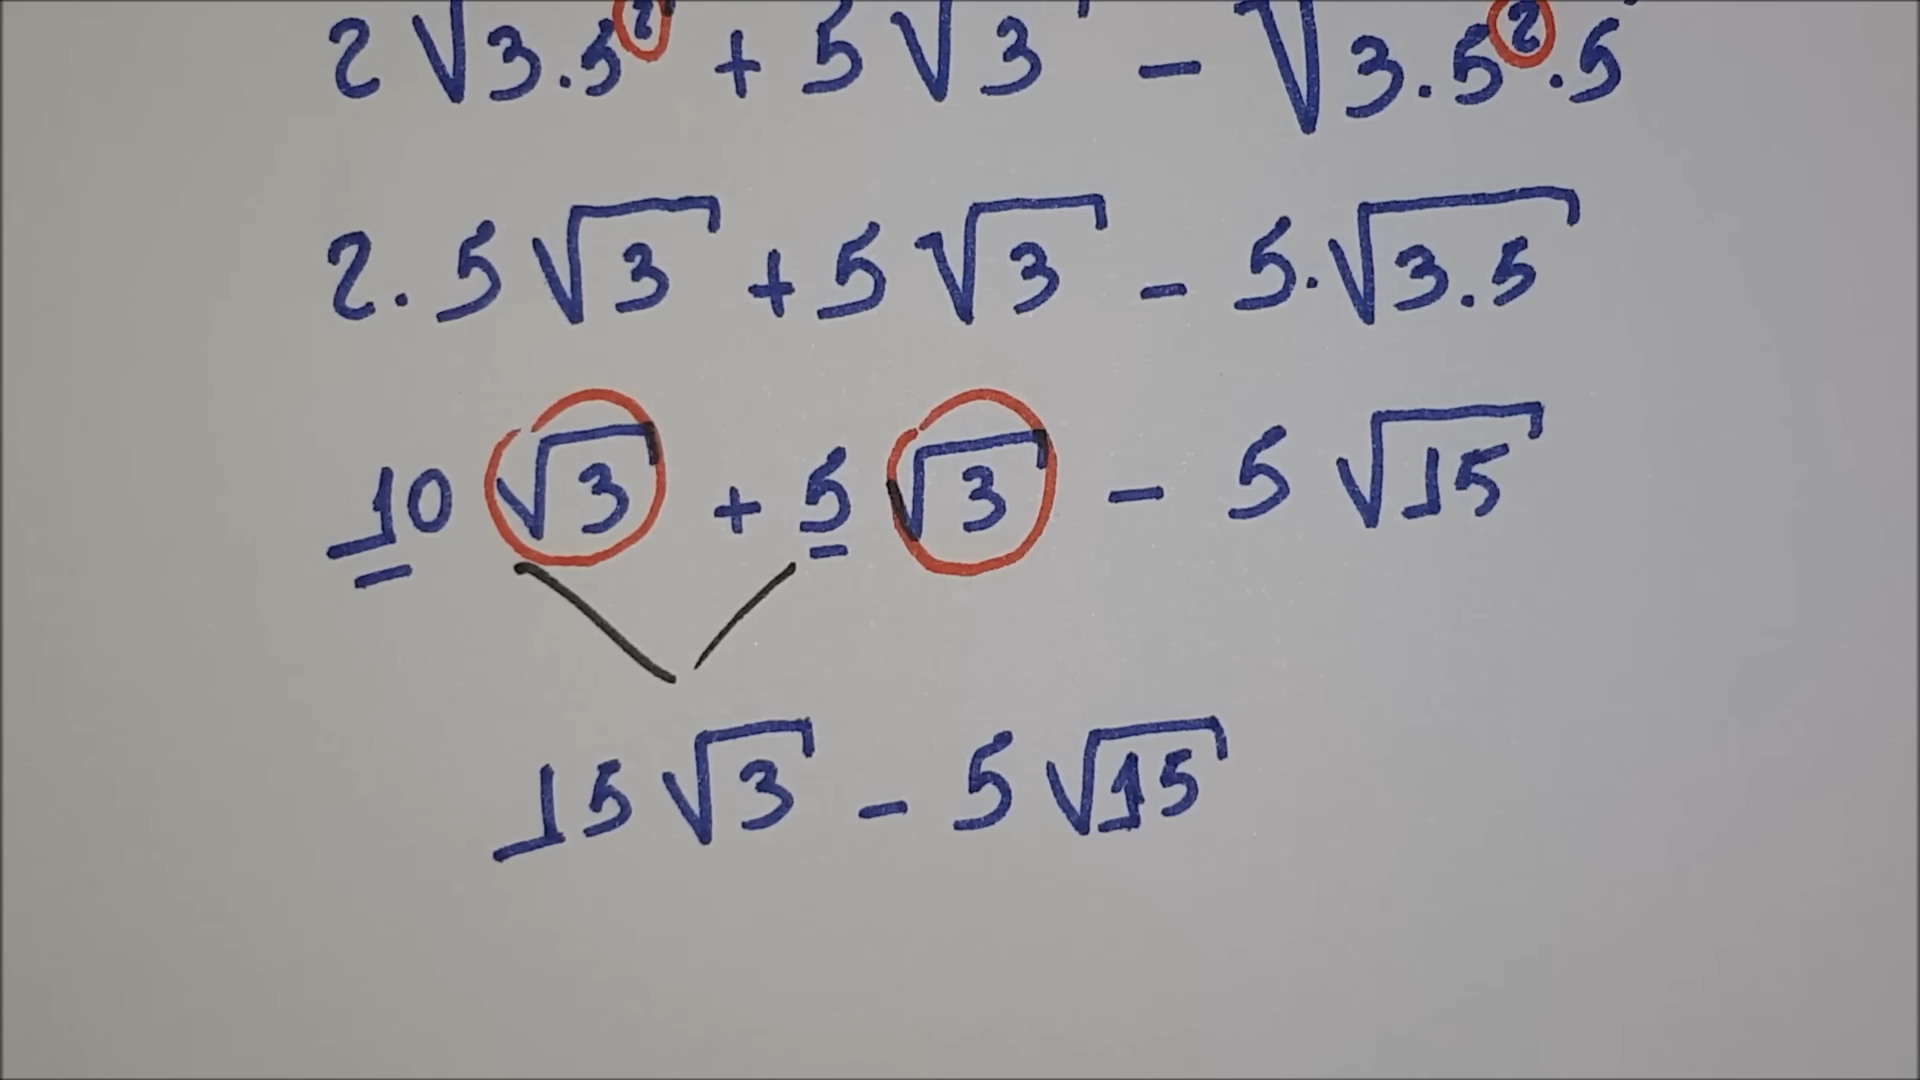 2√3.5² + 5√3 - √3.5².5
2.5√3 + 5√3 - 5.√3.5
10√3 + 5√3 - 5√15
15√3 - 5√15